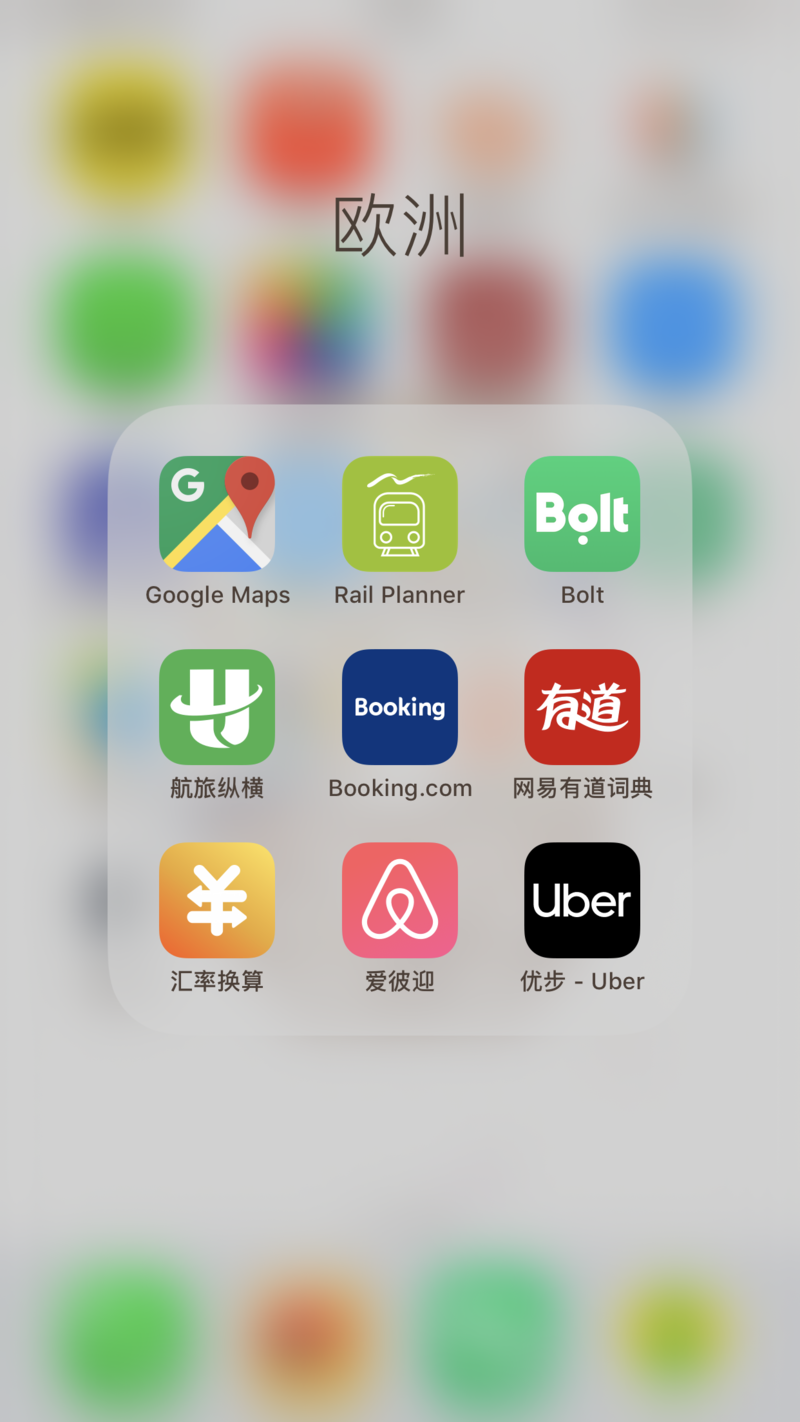 欧洲
G
Google Maps
Rail Planner
Bolt
Bolt
航旅纵横
Booking
Booking.com
有道
网易有道词典
汇率换算
爱彼迎
Uber
优步 - Uber